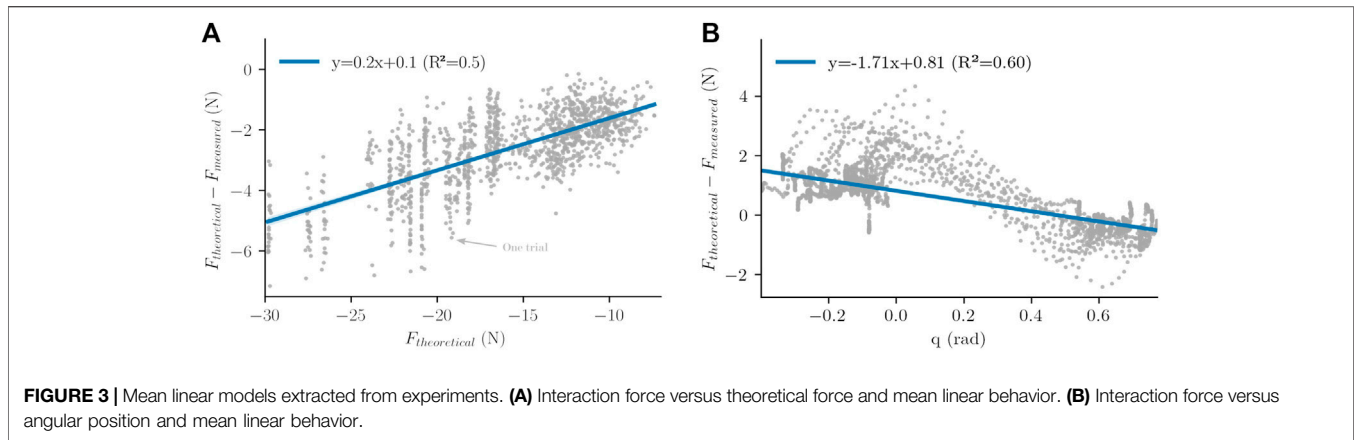 A
y=0.2x+0.1 (R²=0.5)
F_theoretical − F_measured (N)
0
−2
−4
−6
One trial
−30
−25
−20
−15
−10
F_theoretical (N)
B
y=-1.71x+0.81 (R²=0.60)
F_theoretical − F_measured (N)
4
2
0
−2
−0.2
0.0
0.2
0.4
0.6
q (rad)
FIGURE 3 | Mean linear models extracted from experiments. (A) Interaction force versus theoretical force and mean linear behavior. (B) Interaction force versus
angular position and mean linear behavior.